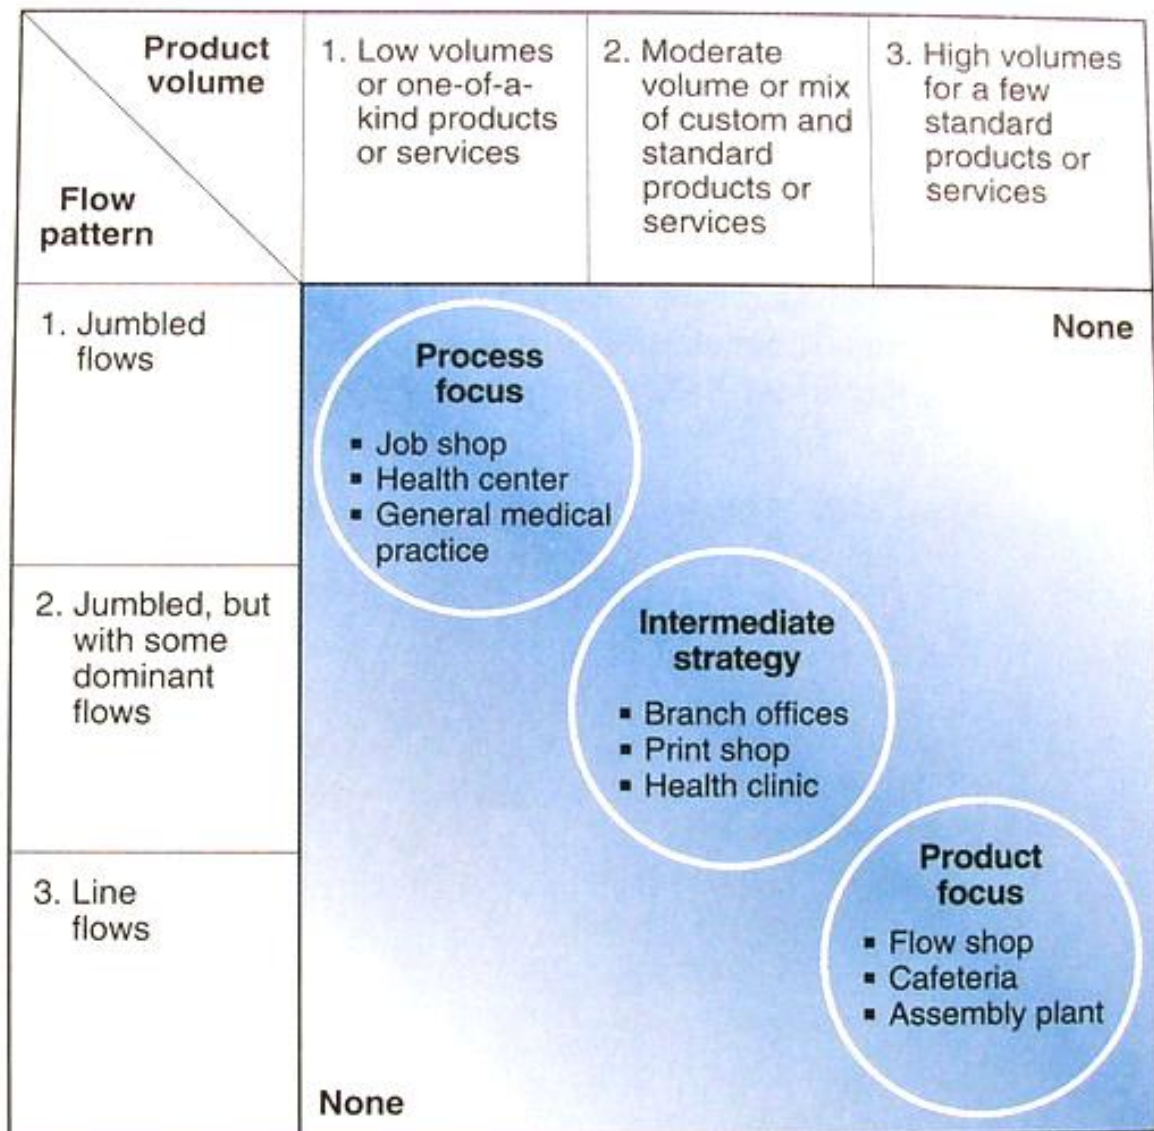 Product
volume
Flow
pattern
1. Low volumes
or one-of-a-
kind products
or services
2. Moderate
volume or mix
of custom and
standard
products or
services
3. High volumes
for a few
standard
products or
services
1. Jumbled
flows
None
Process
focus
▪ Job shop
▪ Health center
▪ General medical
practice
2. Jumbled, but
with some
dominant
flows
Intermediate
strategy
▪ Branch offices
▪ Print shop
▪ Health clinic
3. Line
flows
Product
focus
▪ Flow shop
▪ Cafeteria
▪ Assembly plant
None